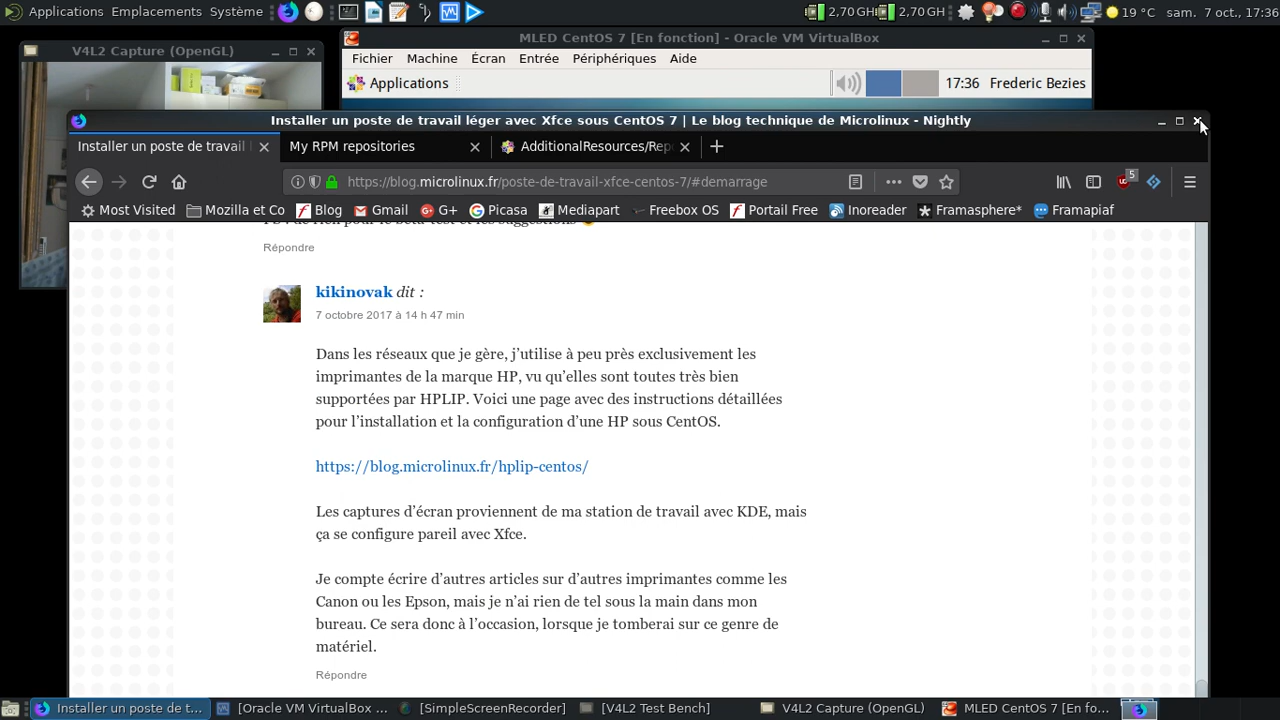 Applications Emplacements Système
2,70 GH 2,70 GH
19 °C sam. 7 oct., 17:36
V4L2 Capture (OpenGL)
MLED CentOS 7 [En fonction] - Oracle VM VirtualBox
Fichier Machine Écran Entrée Périphériques Aide
Applications 17:36 Frederic Bezies
Installer un poste de travail léger avec Xfce sous CentOS 7 | Le blog technique de Microlinux - Nightly
Installer un poste de travail
My RPM repositories
AdditionalResources/Rep
https://blog.microlinux.fr/poste-de-travail-xfce-centos-7/#demarrage
5
Most Visited Mozilla et Co Blog Gmail G+ Picasa Mediapart Freebox OS Portail Free Inoreader Framasphere* Framapiaf
Répondre
kikinovak dit :
7 octobre 2017 à 14 h 47 min
Dans les réseaux que je gère, j’utilise à peu près exclusivement les
imprimantes de la marque HP, vu qu’elles sont toutes très bien
supportées par HPLIP. Voici une page avec des instructions détaillées
pour l’installation et la configuration d’une HP sous CentOS.
https://blog.microlinux.fr/hplip-centos/
Les captures d’écran proviennent de ma station de travail avec KDE, mais
ça se configure pareil avec Xfce.
Je compte écrire d’autres articles sur d’autres imprimantes comme les
Canon ou les Epson, mais je n’ai rien de tel sous la main dans mon
bureau. Ce sera donc à l’occasion, lorsque je tomberai sur ce genre de
matériel.
Répondre
Installer un poste de t... [Oracle VM VirtualBox ... [SimpleScreenRecorder] [V4L2 Test Bench] V4L2 Capture (OpenGL) MLED CentOS 7 [En fo...